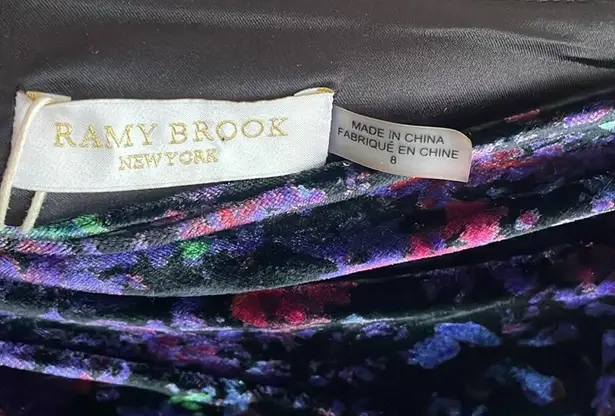 RAMY BROOK
NEW YORK
MADE IN CHINA
FABRIQUÉ EN CHINE
8